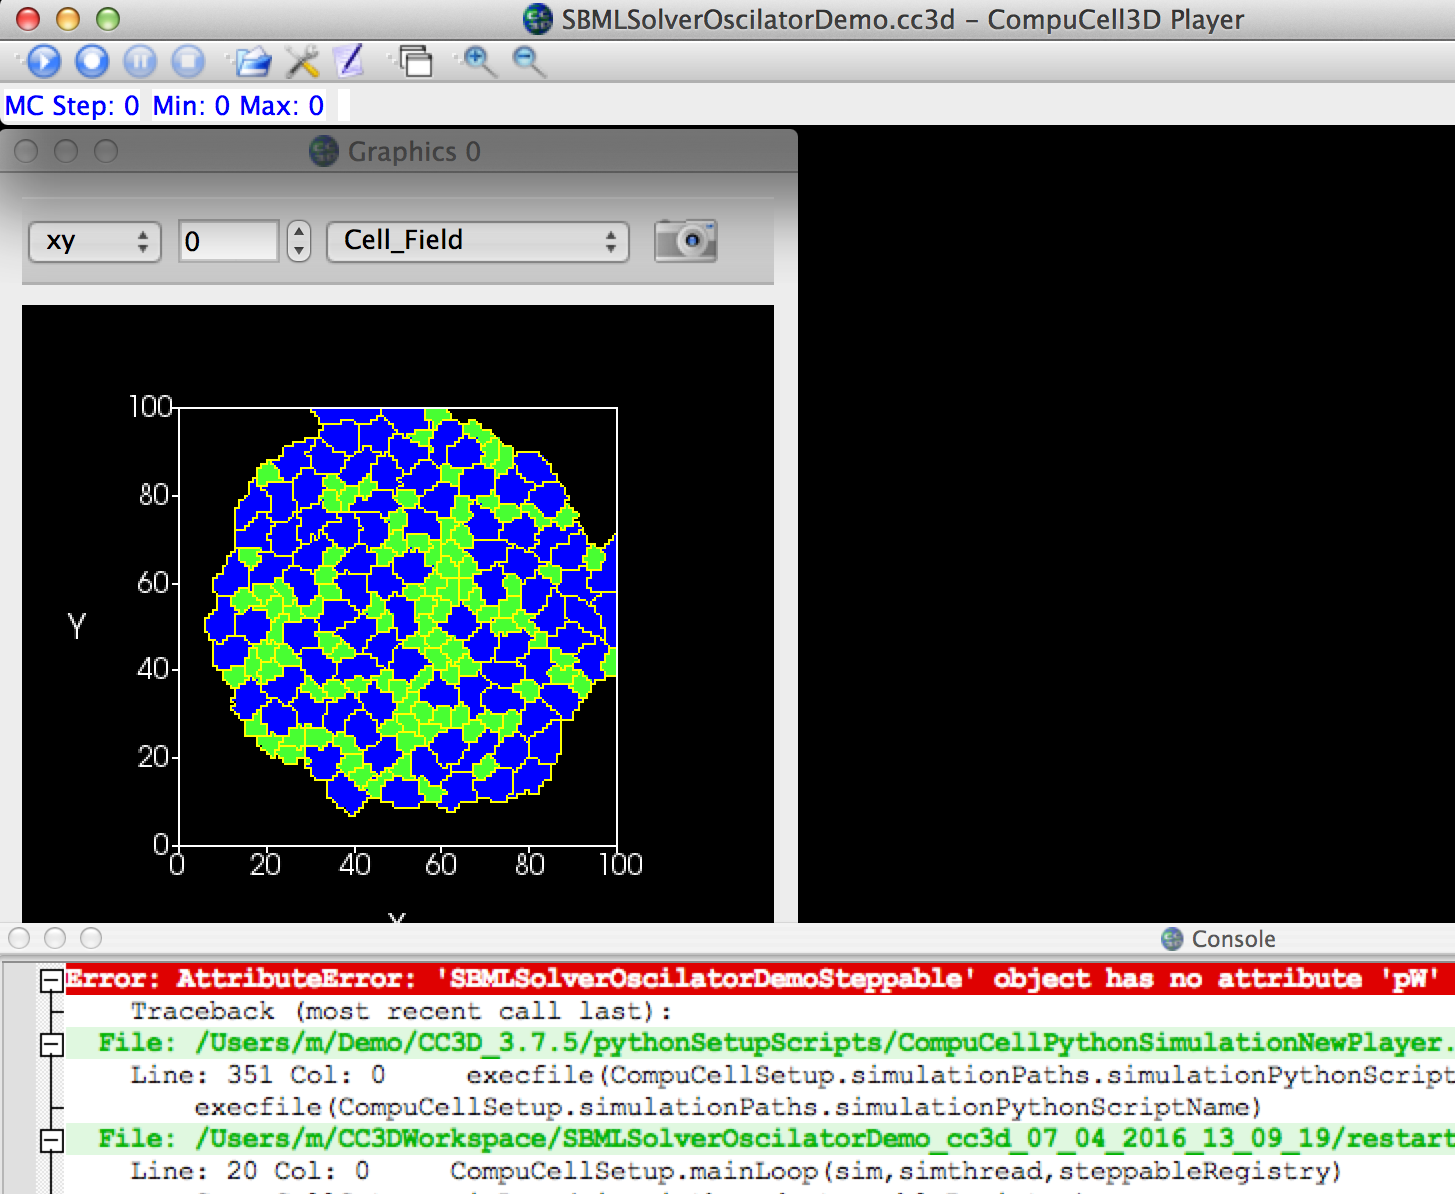 SBMLSolverOscilatorDemo.cc3d - CompuCell3D Player
MC Step: 0 Min: 0 Max: 0
Graphics 0
xy 0 Cell_Field
100
80
60
Y
40
20
0
0 20 40 60 80 100
X
Console
Error: AttributeError: 'SBMLSolverOscilatorDemoSteppable' object has no attribute 'pW'
Traceback (most recent call last):
File: /Users/m/Demo/CC3D_3.7.5/pythonSetupScripts/CompuCellPythonSimulationNewPlayer.
Line: 351 Col: 0 execfile(CompuCellSetup.simulationPaths.simulationPythonScript
execfile(CompuCellSetup.simulationPaths.simulationPythonScriptName)
File: /Users/m/CC3DWorkspace/SBMLSolverOscilatorDemo_cc3d_07_04_2016_13_09_19/restart
Line: 20 Col: 0 CompuCellSetup.mainLoop(sim,simthread,steppableRegistry)